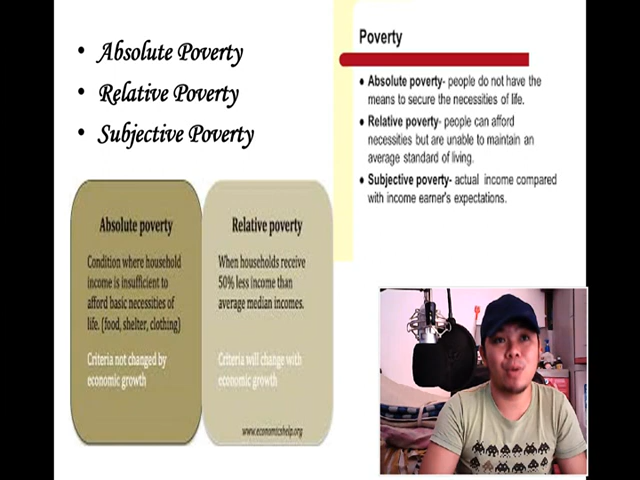 • Absolute Poverty
• Relative Poverty
• Subjective Poverty
Poverty
• Absolute poverty- people do not have the
means to secure the necessities of life.
• Relative poverty- people can afford
necessities but are unable to maintain an
average standard of living.
• Subjective poverty- actual income compared
with income earner's expectations.
Absolute poverty
Condition where household
income is insufficient to
afford basic necessities of
life. (food, shelter, clothing)
Criteria not changed by
economic growth
Relative poverty
When households receive
50% less income than
average median incomes.
Criteria will change with
economic growth
www.economicshelp.org